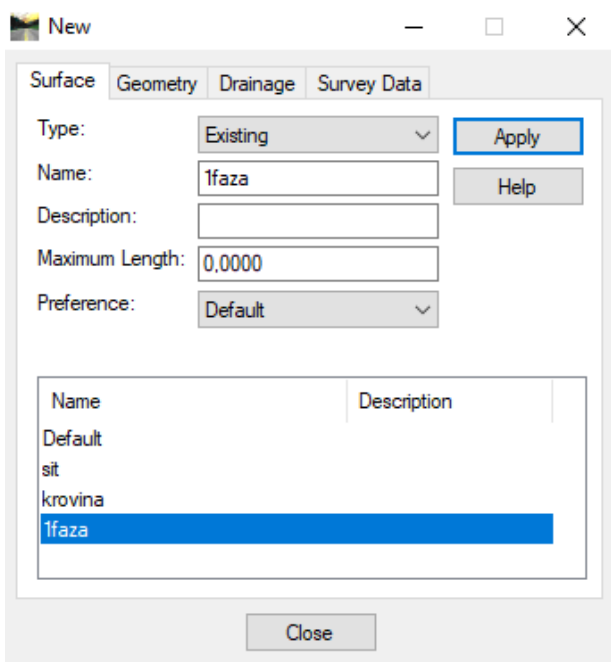 New
Surface Geometry Drainage Survey Data
Type: Existing Apply
Name: 1faza Help
Description:
Maximum Length: 0,0000
Preference: Default
Name Description
Default
sit
krovina
1faza
Close